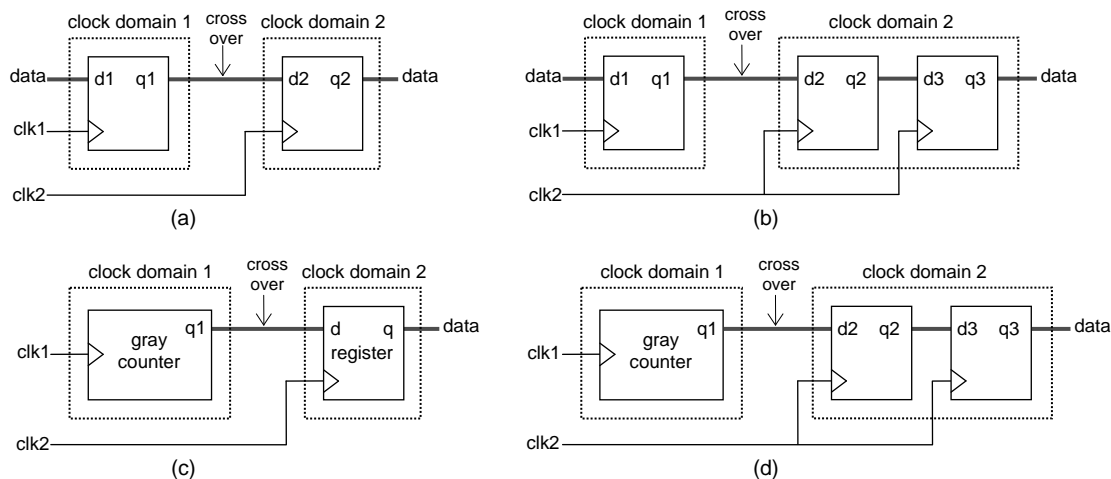 clock domain 1
cross
over
clock domain 2
data
d1 q1
d2 q2
data
clk1
clk2
(a)
clock domain 1
cross
over
clock domain 2
data
d1 q1
d2 q2
d3 q3
data
clk1
clk2
(b)
clock domain 1
cross
over
clock domain 2
q1
d q
data
clk1
gray
counter
register
clk2
(c)
clock domain 1
cross
over
clock domain 2
q1
d2 q2
d3 q3
data
clk1
gray
counter
clk2
(d)